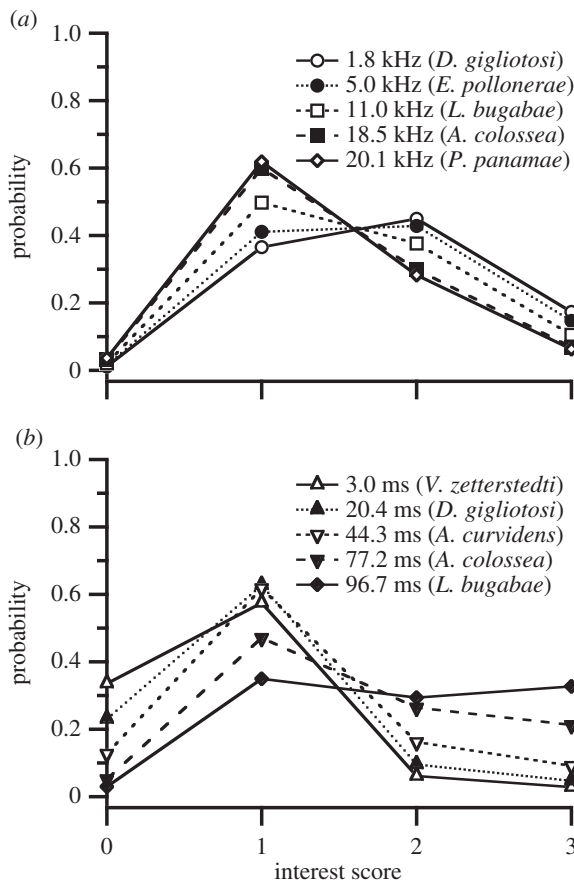 (a)
1.0
0.8
0.6
0.4
0.2
0
probability
1.8 kHz (D. gigliotosi)
5.0 kHz (E. pollonerae)
11.0 kHz (L. bugabae)
18.5 kHz (A. colossea)
20.1 kHz (P. panamae)
(b)
1.0
0.8
0.6
0.4
0.2
0
probability
3.0 ms (V. zetterstedti)
20.4 ms (D. gigliotosi)
44.3 ms (A. curvidens)
77.2 ms (A. colossea)
96.7 ms (L. bugabae)
0 1 2 3
interest score